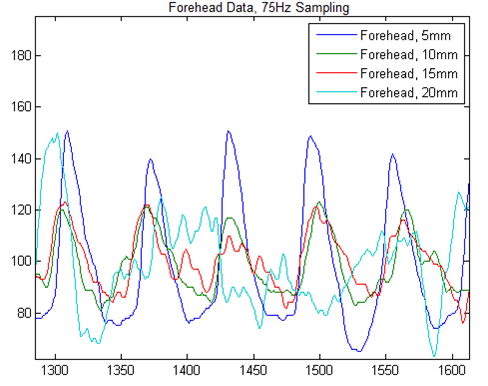 Forehead Data, 75Hz Sampling
Forehead, 5mm
Forehead, 10mm
Forehead, 15mm
Forehead, 20mm
180
160
140
120
100
80
1300 1350 1400 1450 1500 1550 1600